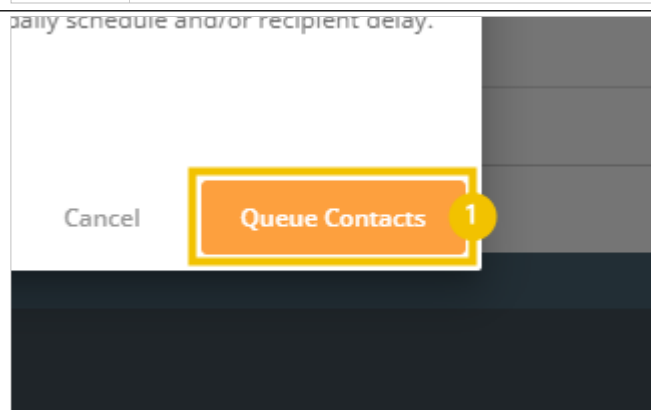 daily schedule and/or recipient delay.
Cancel
Queue Contacts
1